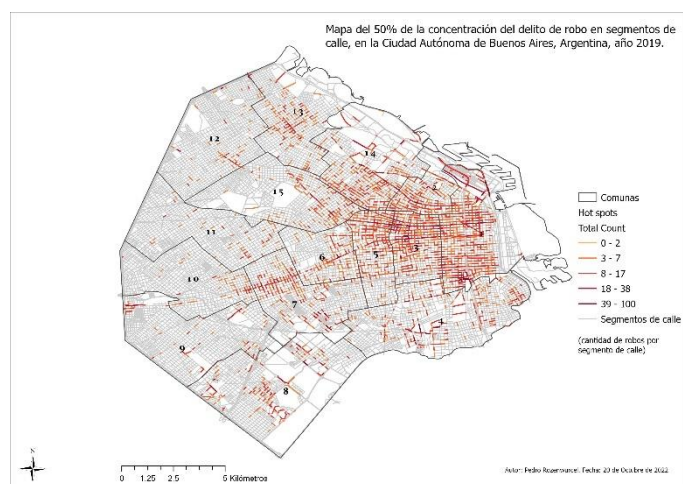 Mapa del 50% de la concentración del delito de robo en segmentos de
calle, en la Ciudad Autónoma de Buenos Aires, Argentina, año 2019.
13
12
14
2
15
11
6
5
3
10
7
4
9
8
Comunas
Hot spots
Total Count
0 - 2
3 - 7
8 - 17
18 - 38
39 - 100
Segmentos de calle
(cantidad de robos por
segmento de calle)
N
0 1.25 2.5 5 Kilómetros
Autor: Pedro Rozenwurcel. Fecha: 20 de Octubre de 2022